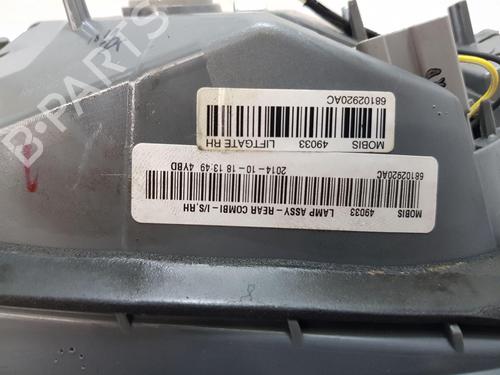 68102920AC
MOBIS 49033 LIFTGATE RH
68102920AC 2014-10-18 13:49 4YBD
MOBIS 49033 LAMP ASSY-REAR COMBI-I/S,RH
B-PARTS